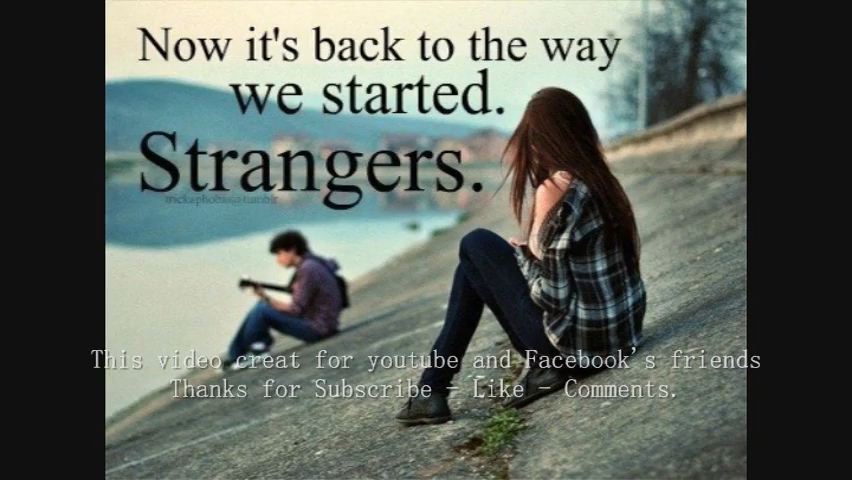 Now it's back to the way
we started.
Strangers.
This video creat for youtube and Facebook's friends
Thanks for Subscribe - Like - Comments.